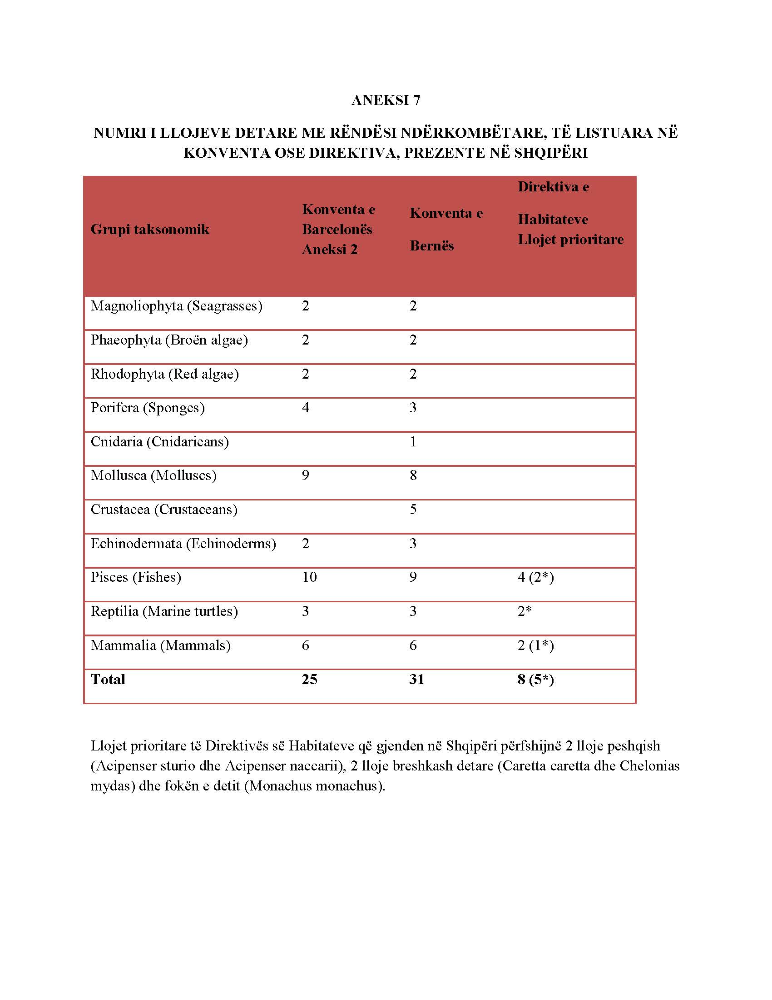 ANEKSI 7
NUMRI I LLOJEVE DETARE ME RËNDËSI NDËRKOMBËTARE, TË LISTUARA NË
KONVENTA OSE DIREKTIVA, PREZENTE NË SHQIPËRI
Grupi taksonomik
Konventa e
Barcelonës
Aneksi 2
Konventa e
Bernës
Direktiva e
Habitateve
Llojet prioritare
Magnoliophyta (Seagrasses) 2 2
Phaeophyta (Broën algae) 2 2
Rhodophyta (Red algae) 2 2
Porifera (Sponges) 4 3
Cnidaria (Cnidarieans) 1
Mollusca (Molluscs) 9 8
Crustacea (Crustaceans) 5
Echinodermata (Echinoderms) 2 3
Pisces (Fishes) 10 9 4 (2*)
Reptilia (Marine turtles) 3 3 2*
Mammalia (Mammals) 6 6 2 (1*)
Total 25 31 8 (5*)
Llojet prioritare të Direktivës së Habitateve që gjenden në Shqipëri përfshijnë 2 lloje peshqish
(Acipenser sturio dhe Acipenser naccarii), 2 lloje breshkash detare (Caretta caretta dhe Chelonias
mydas) dhe fokën e detit (Monachus monachus).